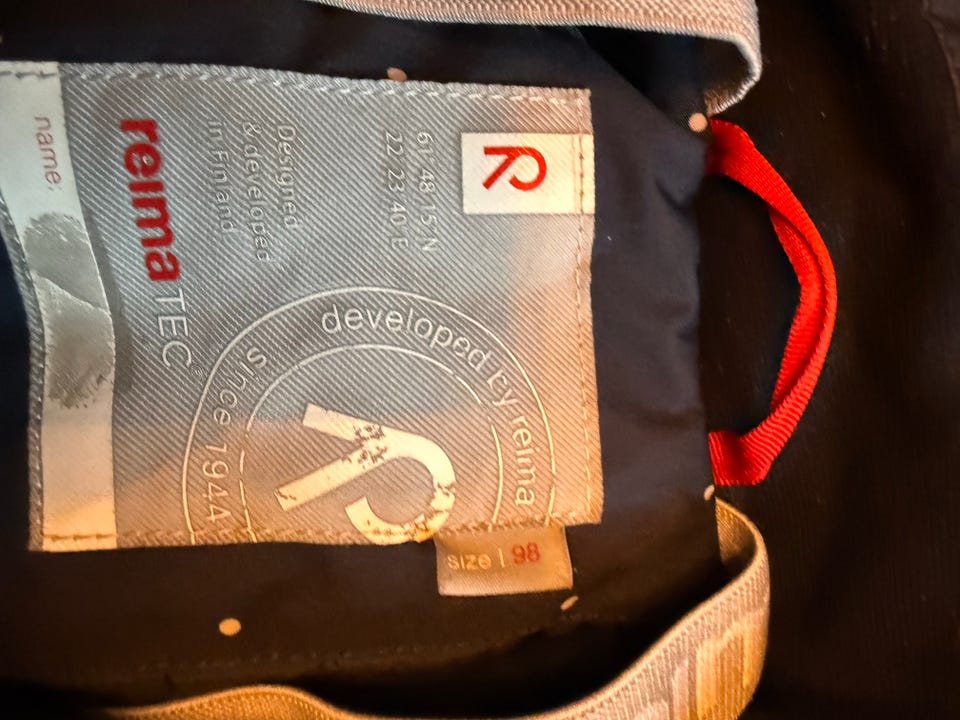 R
61° 48' 15" N
22° 23' 40" E
Designed
& developed
in Finland
reima TEC®
name:
developed by reima
since 1944
R
size | 98